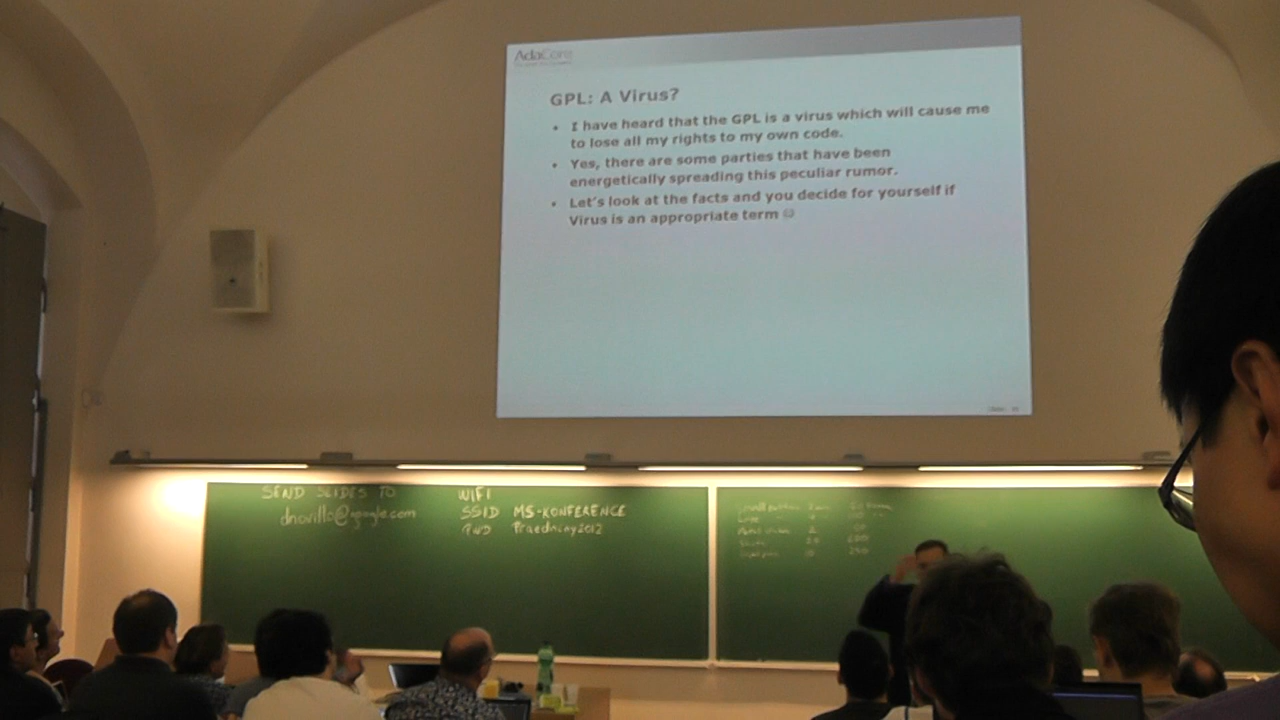 AdaCore
GPL: A Virus?
• I have heard that the GPL is a virus which will cause me
to lose all my rights to my own code.
• Yes, there are some parties that have been
energetically spreading this peculiar rumor.
• Let's look at the facts and you decide for yourself if
Virus is an appropriate term ☺
SEND SLIDES TO
dnovillo@google.com
WIFI
SSID MS-KONFERENCE
PWD Prazdniny2012